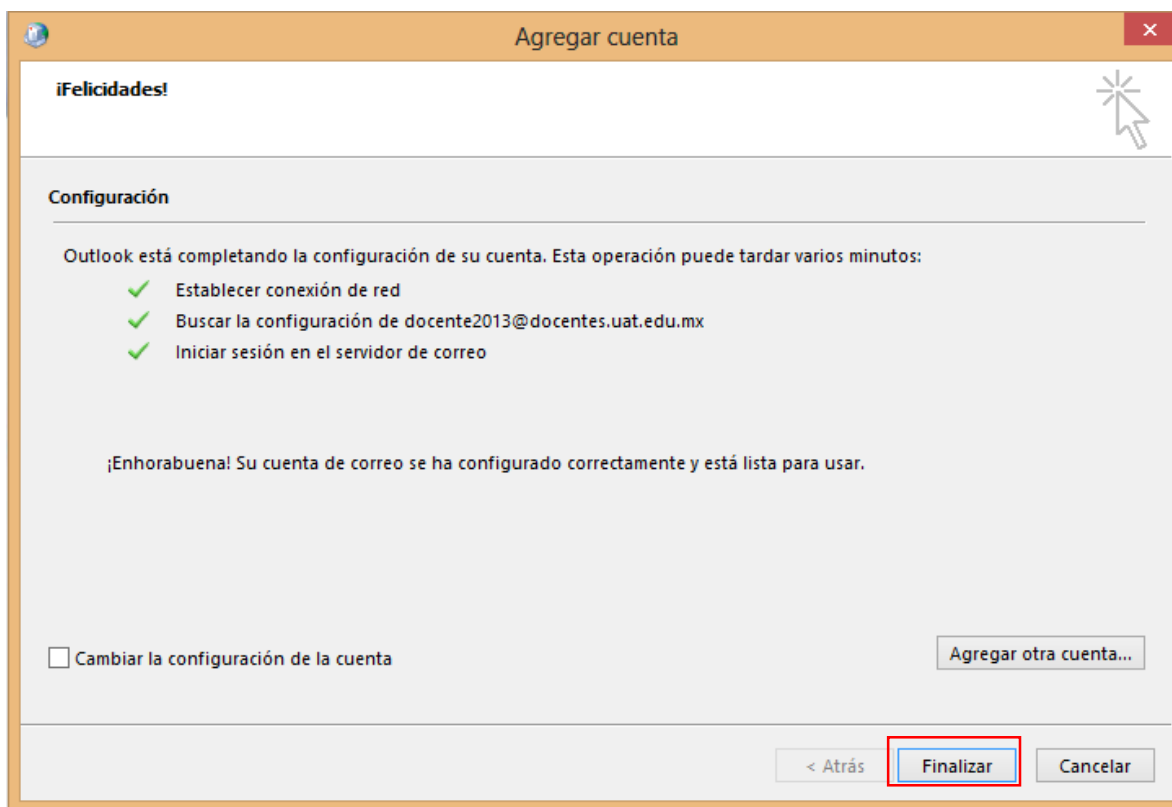 Agregar cuenta
¡Felicidades!
Configuración
Outlook está completando la configuración de su cuenta. Esta operación puede tardar varios minutos:
Establecer conexión de red
Buscar la configuración de docente2013@docentes.uat.edu.mx
Iniciar sesión en el servidor de correo
¡Enhorabuena! Su cuenta de correo se ha configurado correctamente y está lista para usar.
Cambiar la configuración de la cuenta
Agregar otra cuenta...
< Atrás
Finalizar
Cancelar